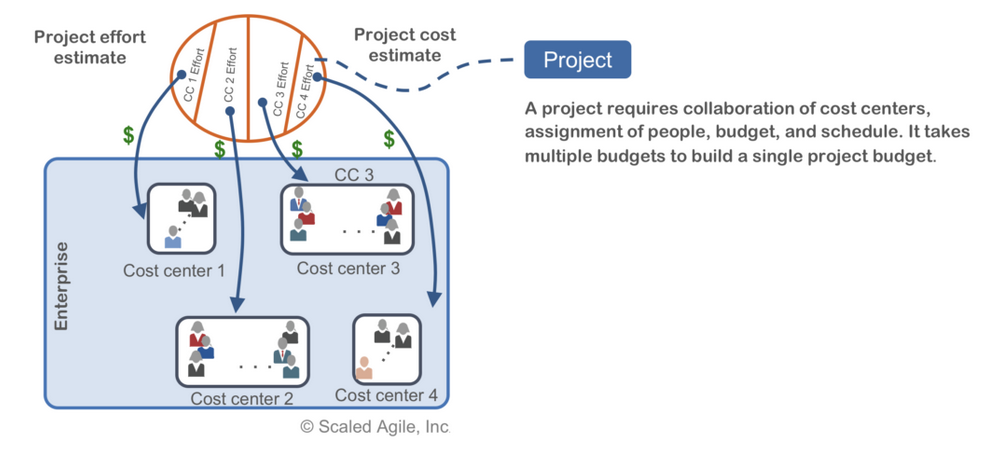 Project effort
estimate
Project cost
estimate
CC 1 Effort
CC 2 Effort
CC 3 Effort
CC 4 Effort
Project
A project requires collaboration of cost centers,
assignment of people, budget, and schedule. It takes
multiple budgets to build a single project budget.
$
$
$
$
Enterprise
CC 3
Cost center 1
Cost center 3
Cost center 2
Cost center 4
© Scaled Agile, Inc